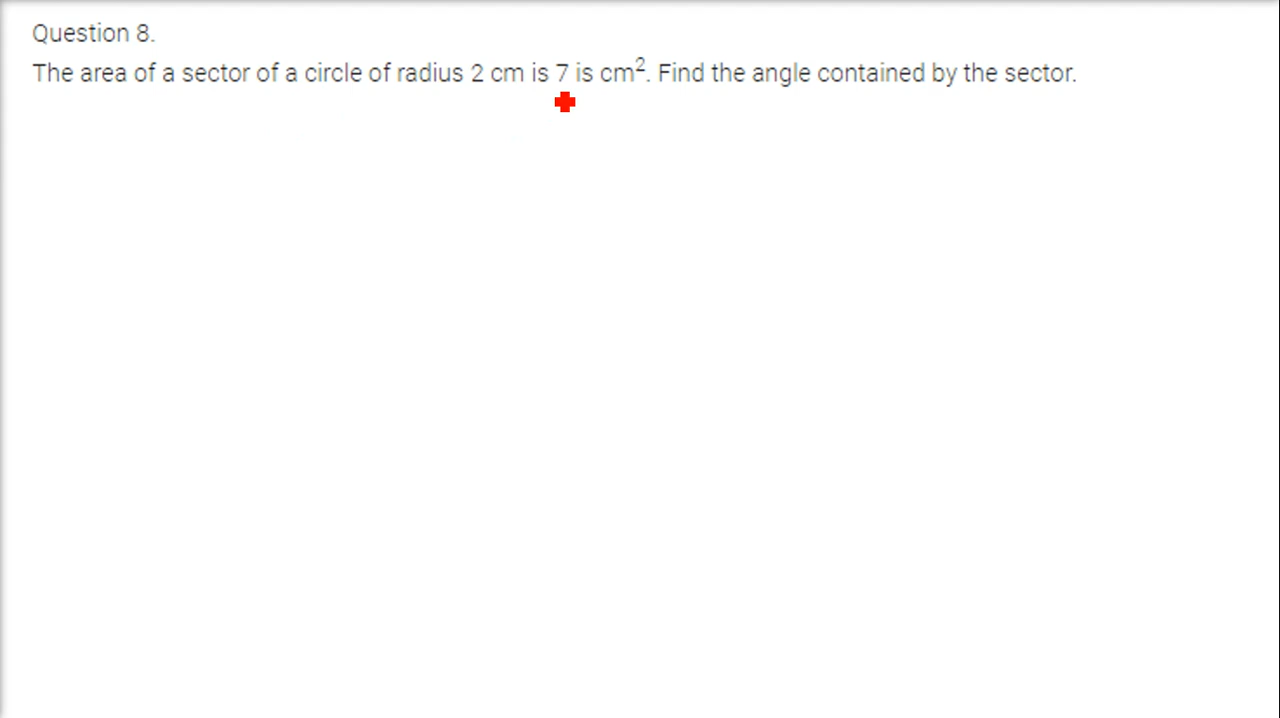 Question 8.
The area of a sector of a circle of radius 2 cm is 7 is cm². Find the angle contained by the sector.